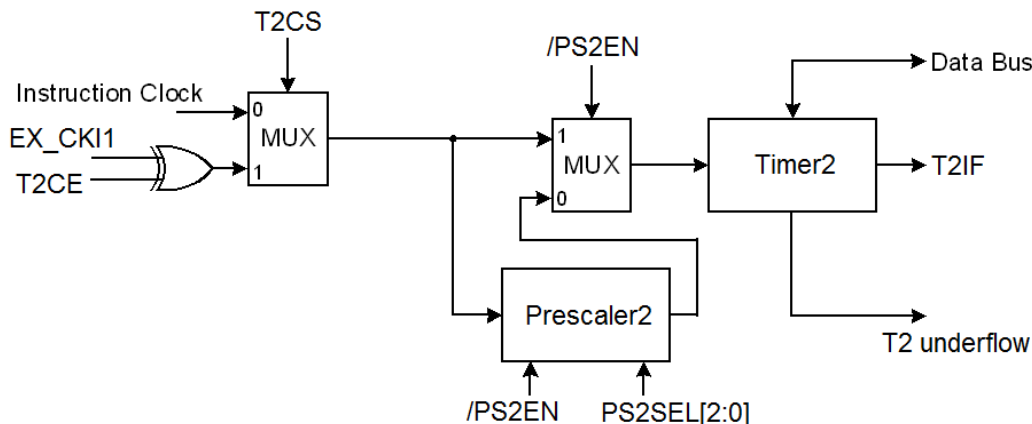 T2CS
/PS2EN
Instruction Clock
0
EX_CKI1
MUX
T2CE
1
1
MUX
0
Data Bus
Timer2
T2IF
Prescaler2
T2 underflow
/PS2EN
PS2SEL[2:0]